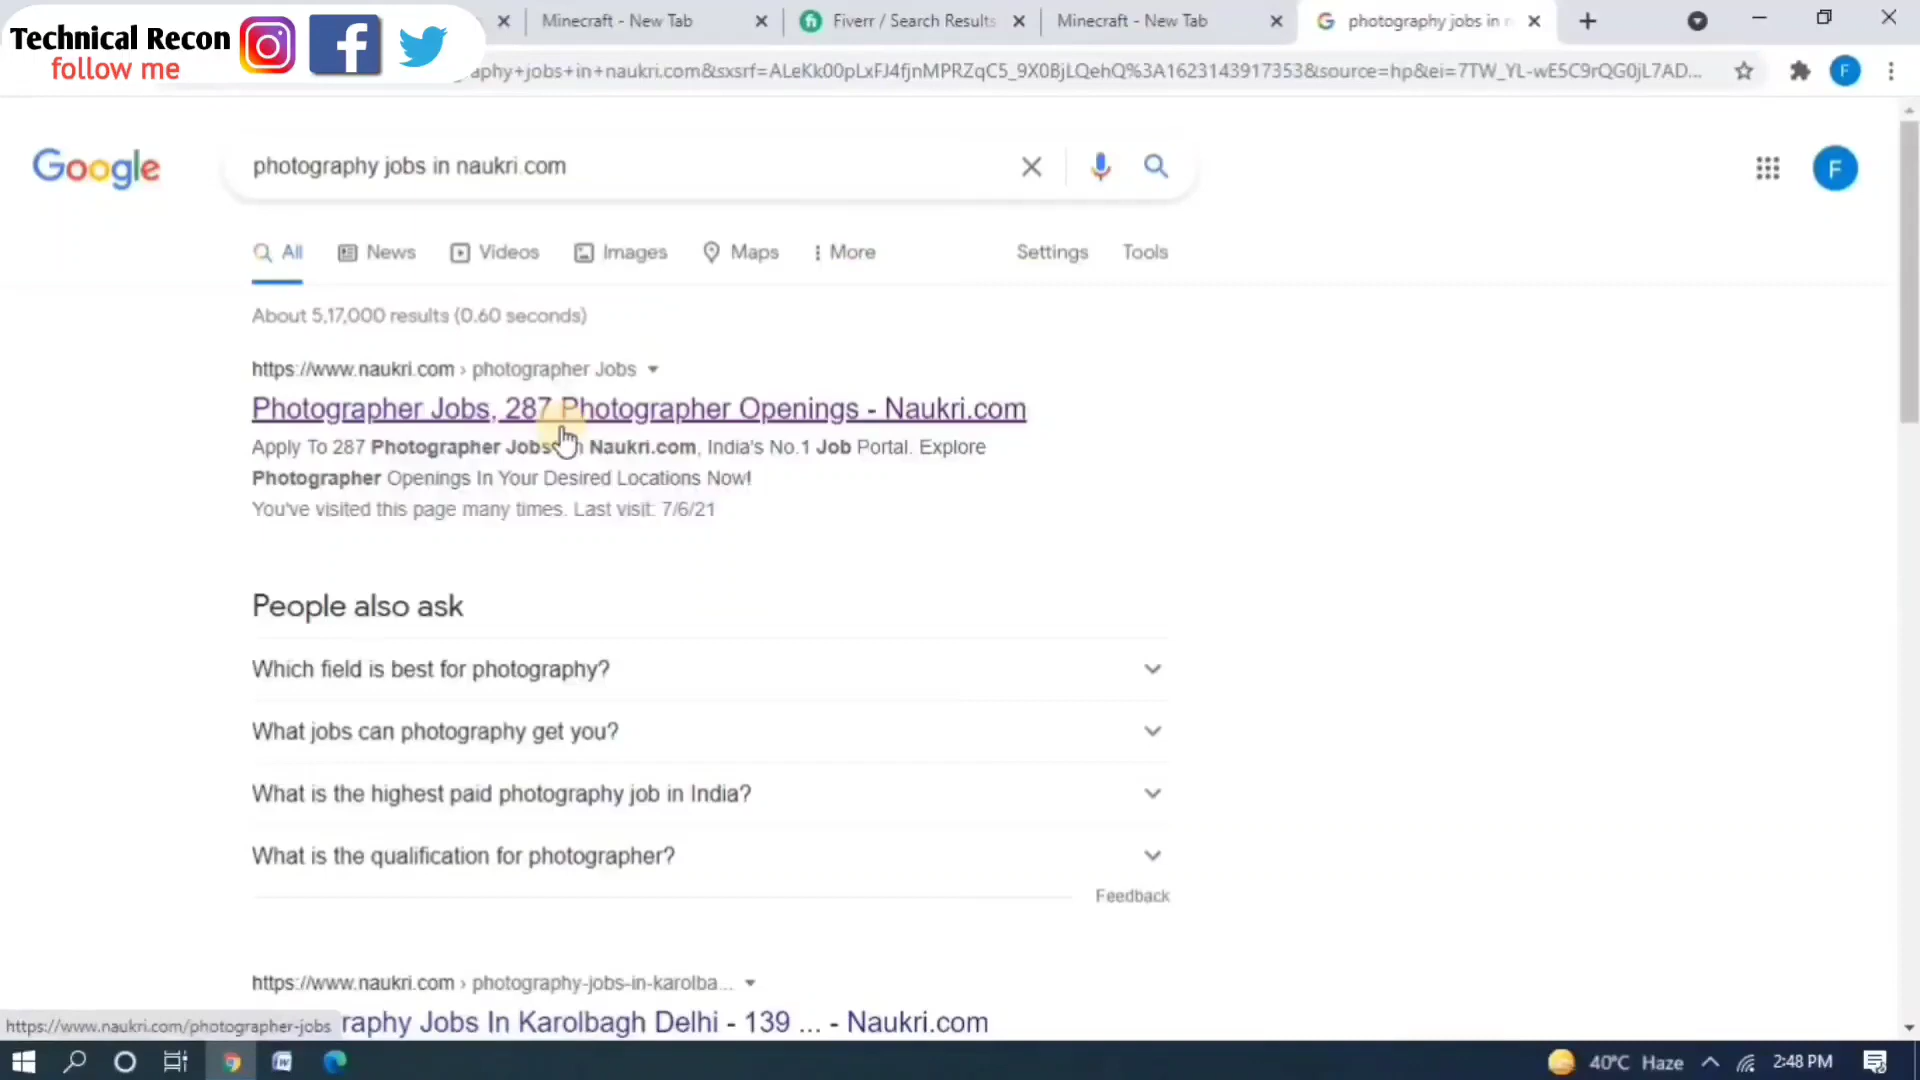 Technical Recon
follow me
Minecraft - New Tab
Fiverr / Search Results
Minecraft - New Tab
photography jobs in n
aphy+jobs+in+naukri.com&sxsrf=ALeKk00pLxFJ4fjnMPRZqC5_9X0BjLQehQ%3A1623143917353&source=hp&ei=7TW_YL-wE5C9rQG0jL7AD...
F
Google
photography jobs in naukri com
F
All
News
Videos
Images
Maps
More
Settings
Tools
About 5,17,000 results (0.60 seconds)
https://www.naukri.com › photographer Jobs
Photographer Jobs, 287 Photographer Openings - Naukri.com
Apply To 287 Photographer Jobs Naukri.com, India's No.1 Job Portal. Explore
Photographer Openings In Your Desired Locations Now!
You've visited this page many times. Last visit: 7/6/21
People also ask
Which field is best for photography?
What jobs can photography get you?
What is the highest paid photography job in India?
What is the qualification for photographer?
Feedback
https://www.naukri.com › photography-jobs-in-karolba...
raphy Jobs In Karolbagh Delhi - 139 ... - Naukri.com
https://www.naukri.com/photographer-jobs
40°C Haze
2:48 PM